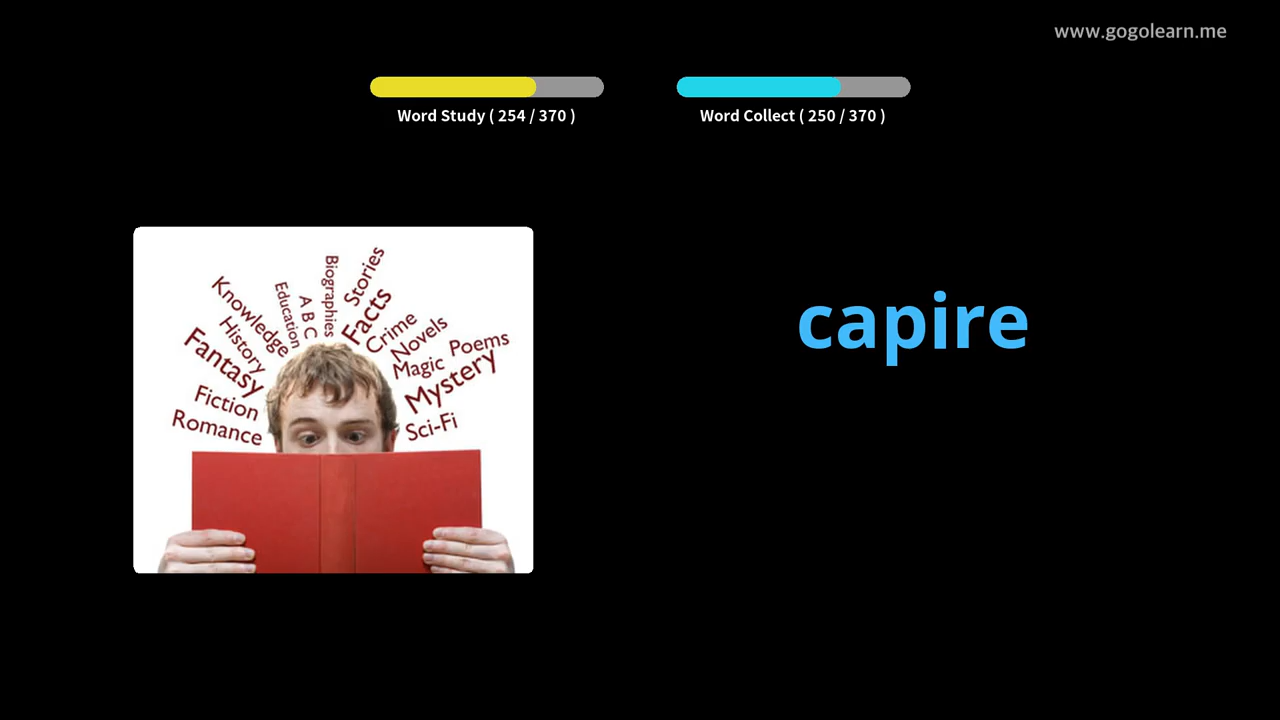 www.gogolearn.me
Word Study ( 254 / 370 )
Word Collect ( 250 / 370 )
Biographies
Stories
Education
A B C
Facts
Knowledge
History
Crime
Novels
Fantasy
Magic
Poems
Mystery
Fiction
Romance
Sci-Fi
capire